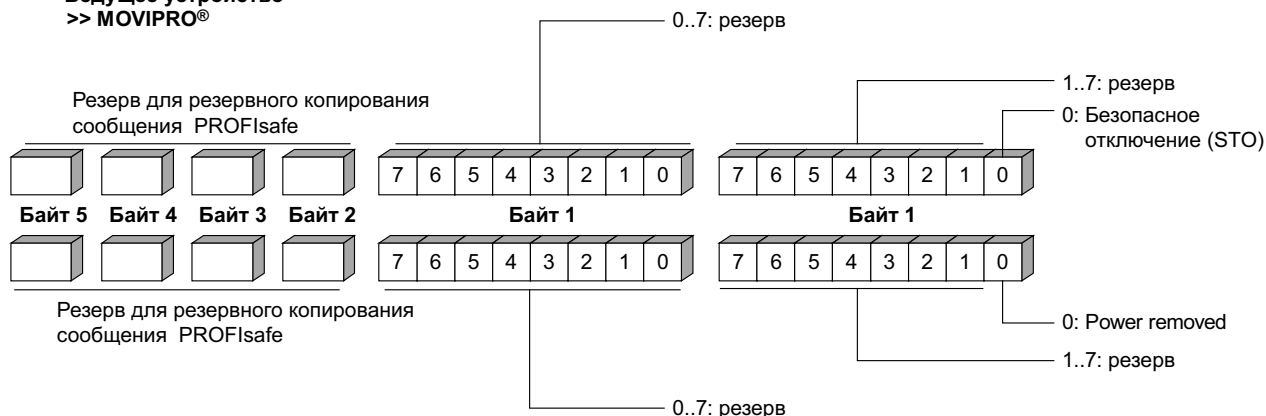 Ведущее устройство
>> MOVIPRO®
0..7: резерв
1..7: резерв
Резерв для резервного копирования
сообщения PROFIsafe
0: Безопасное
отключение (STO)
7 6 5 4 3 2 1 0 7 6 5 4 3 2 1 0
Байт 5 Байт 4 Байт 3 Байт 2 Байт 1 Байт 1
7 6 5 4 3 2 1 0 7 6 5 4 3 2 1 0
Резерв для резервного копирования
сообщения PROFIsafe
0: Power removed
1..7: резерв
0..7: резерв